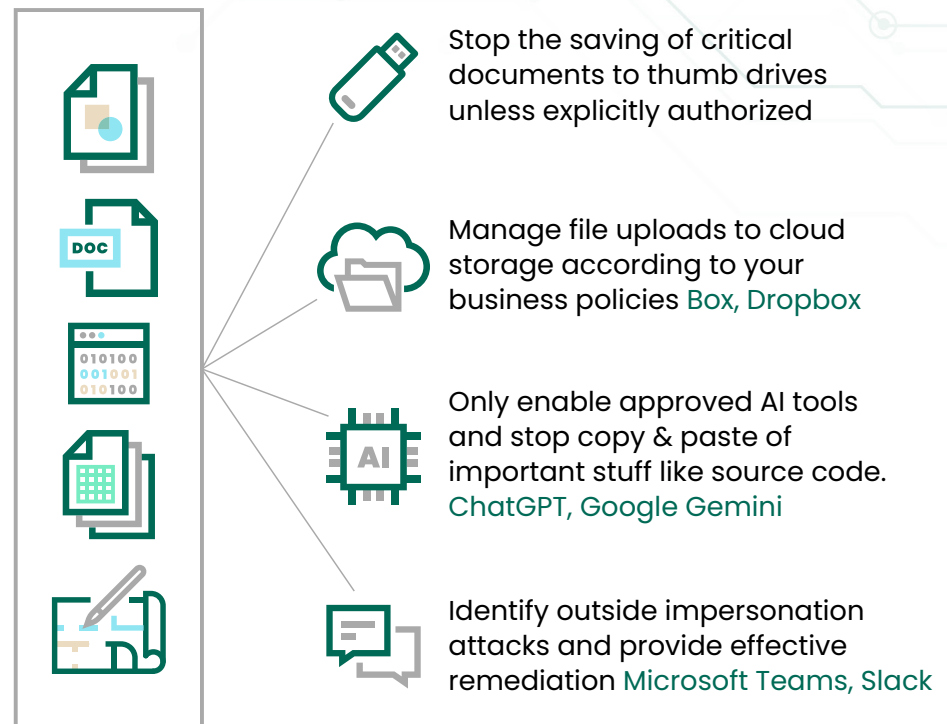 Stop the saving of critical
documents to thumb drives
unless explicitly authorized
DOC
Manage file uploads to cloud
storage according to your
business policies Box, Dropbox
010100
001001
010100
Only enable approved AI tools
and stop copy & paste of
important stuff like source code.
ChatGPT, Google Gemini
AI
Identify outside impersonation
attacks and provide effective
remediation Microsoft Teams, Slack